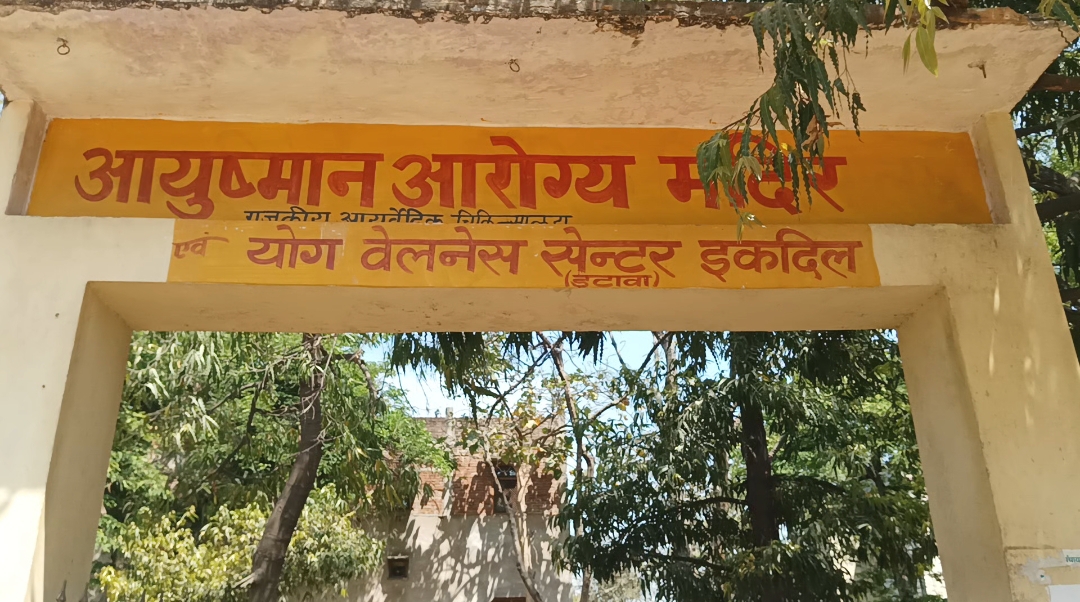 आयुष्मान आरोग्य मंदिर
राजकीय आयुर्वेदिक चिकित्सालय
एवं योग वेलनेस सेन्टर इकदिल
(इटावा)